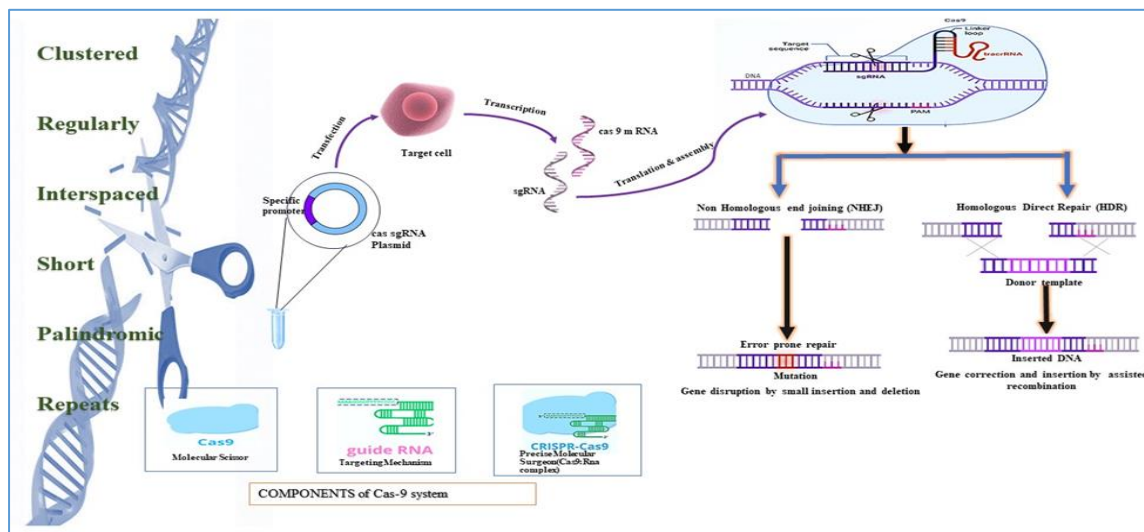 Clustered
Regularly
Interspaced
Short
Palindromic
Repeats
Specific
promoter
cas sgRNA
Plasmid
Transfection
Target cell
Transcription
cas 9 m RNA
sgRNA
Translation & assembly
Cas9
Linker
loop
tracrRNA
Target
sequence
sgRNA
DNA
PAM
Non Homologous end joining (NHEJ)
Error prone repair
Mutation
Gene disruption by small insertion and deletion
Homologous Direct Repair (HDR)
Donor template
Inserted DNA
Gene correction and insertion by assisted
recombination
Cas9
Molecular Scissor
guide RNA
Targeting Mechanism
CRISPR-Cas9
Precise Molecular
Surgeon(Cas9:Rna
complex)
COMPONENTS of Cas-9 system